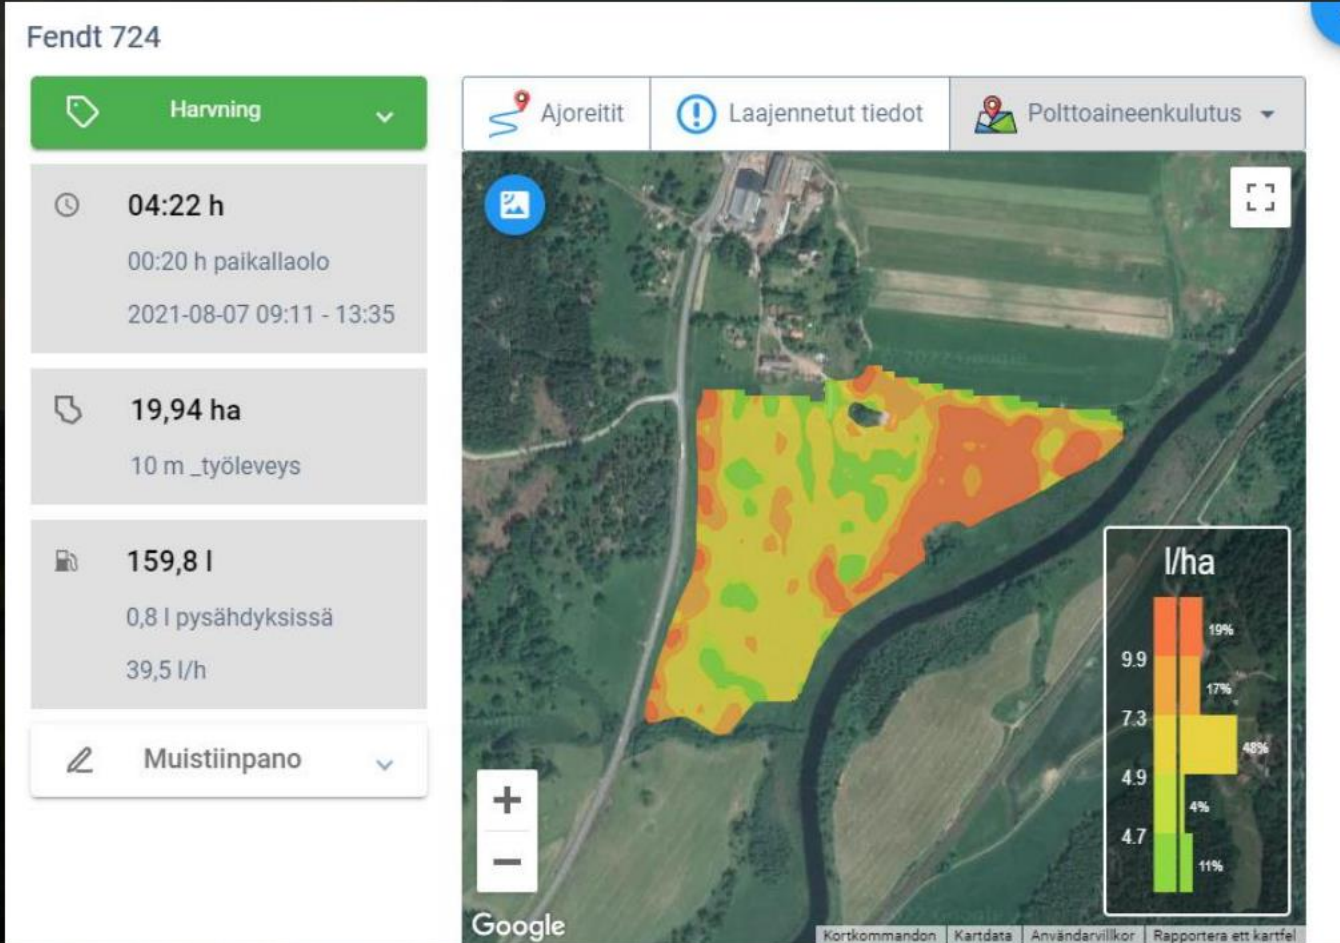 Fendt 724
Harvning
04:22 h
00:20 h paikallaolo
2021-08-07 09:11 - 13:35
19,94 ha
10 m _työleveys
159,8 l
0,8 l pysähdyksissä
39,5 l/h
Muistiinpano
Ajoreitit
Laajennetut tiedot
Polttoaineenkulutus
l/ha
19%
9.9
17%
7.3
48%
4.9
4%
4.7
11%
Google
Kortkommandon
Kartdata
Användarvillkor
Rapportera ett kartfel